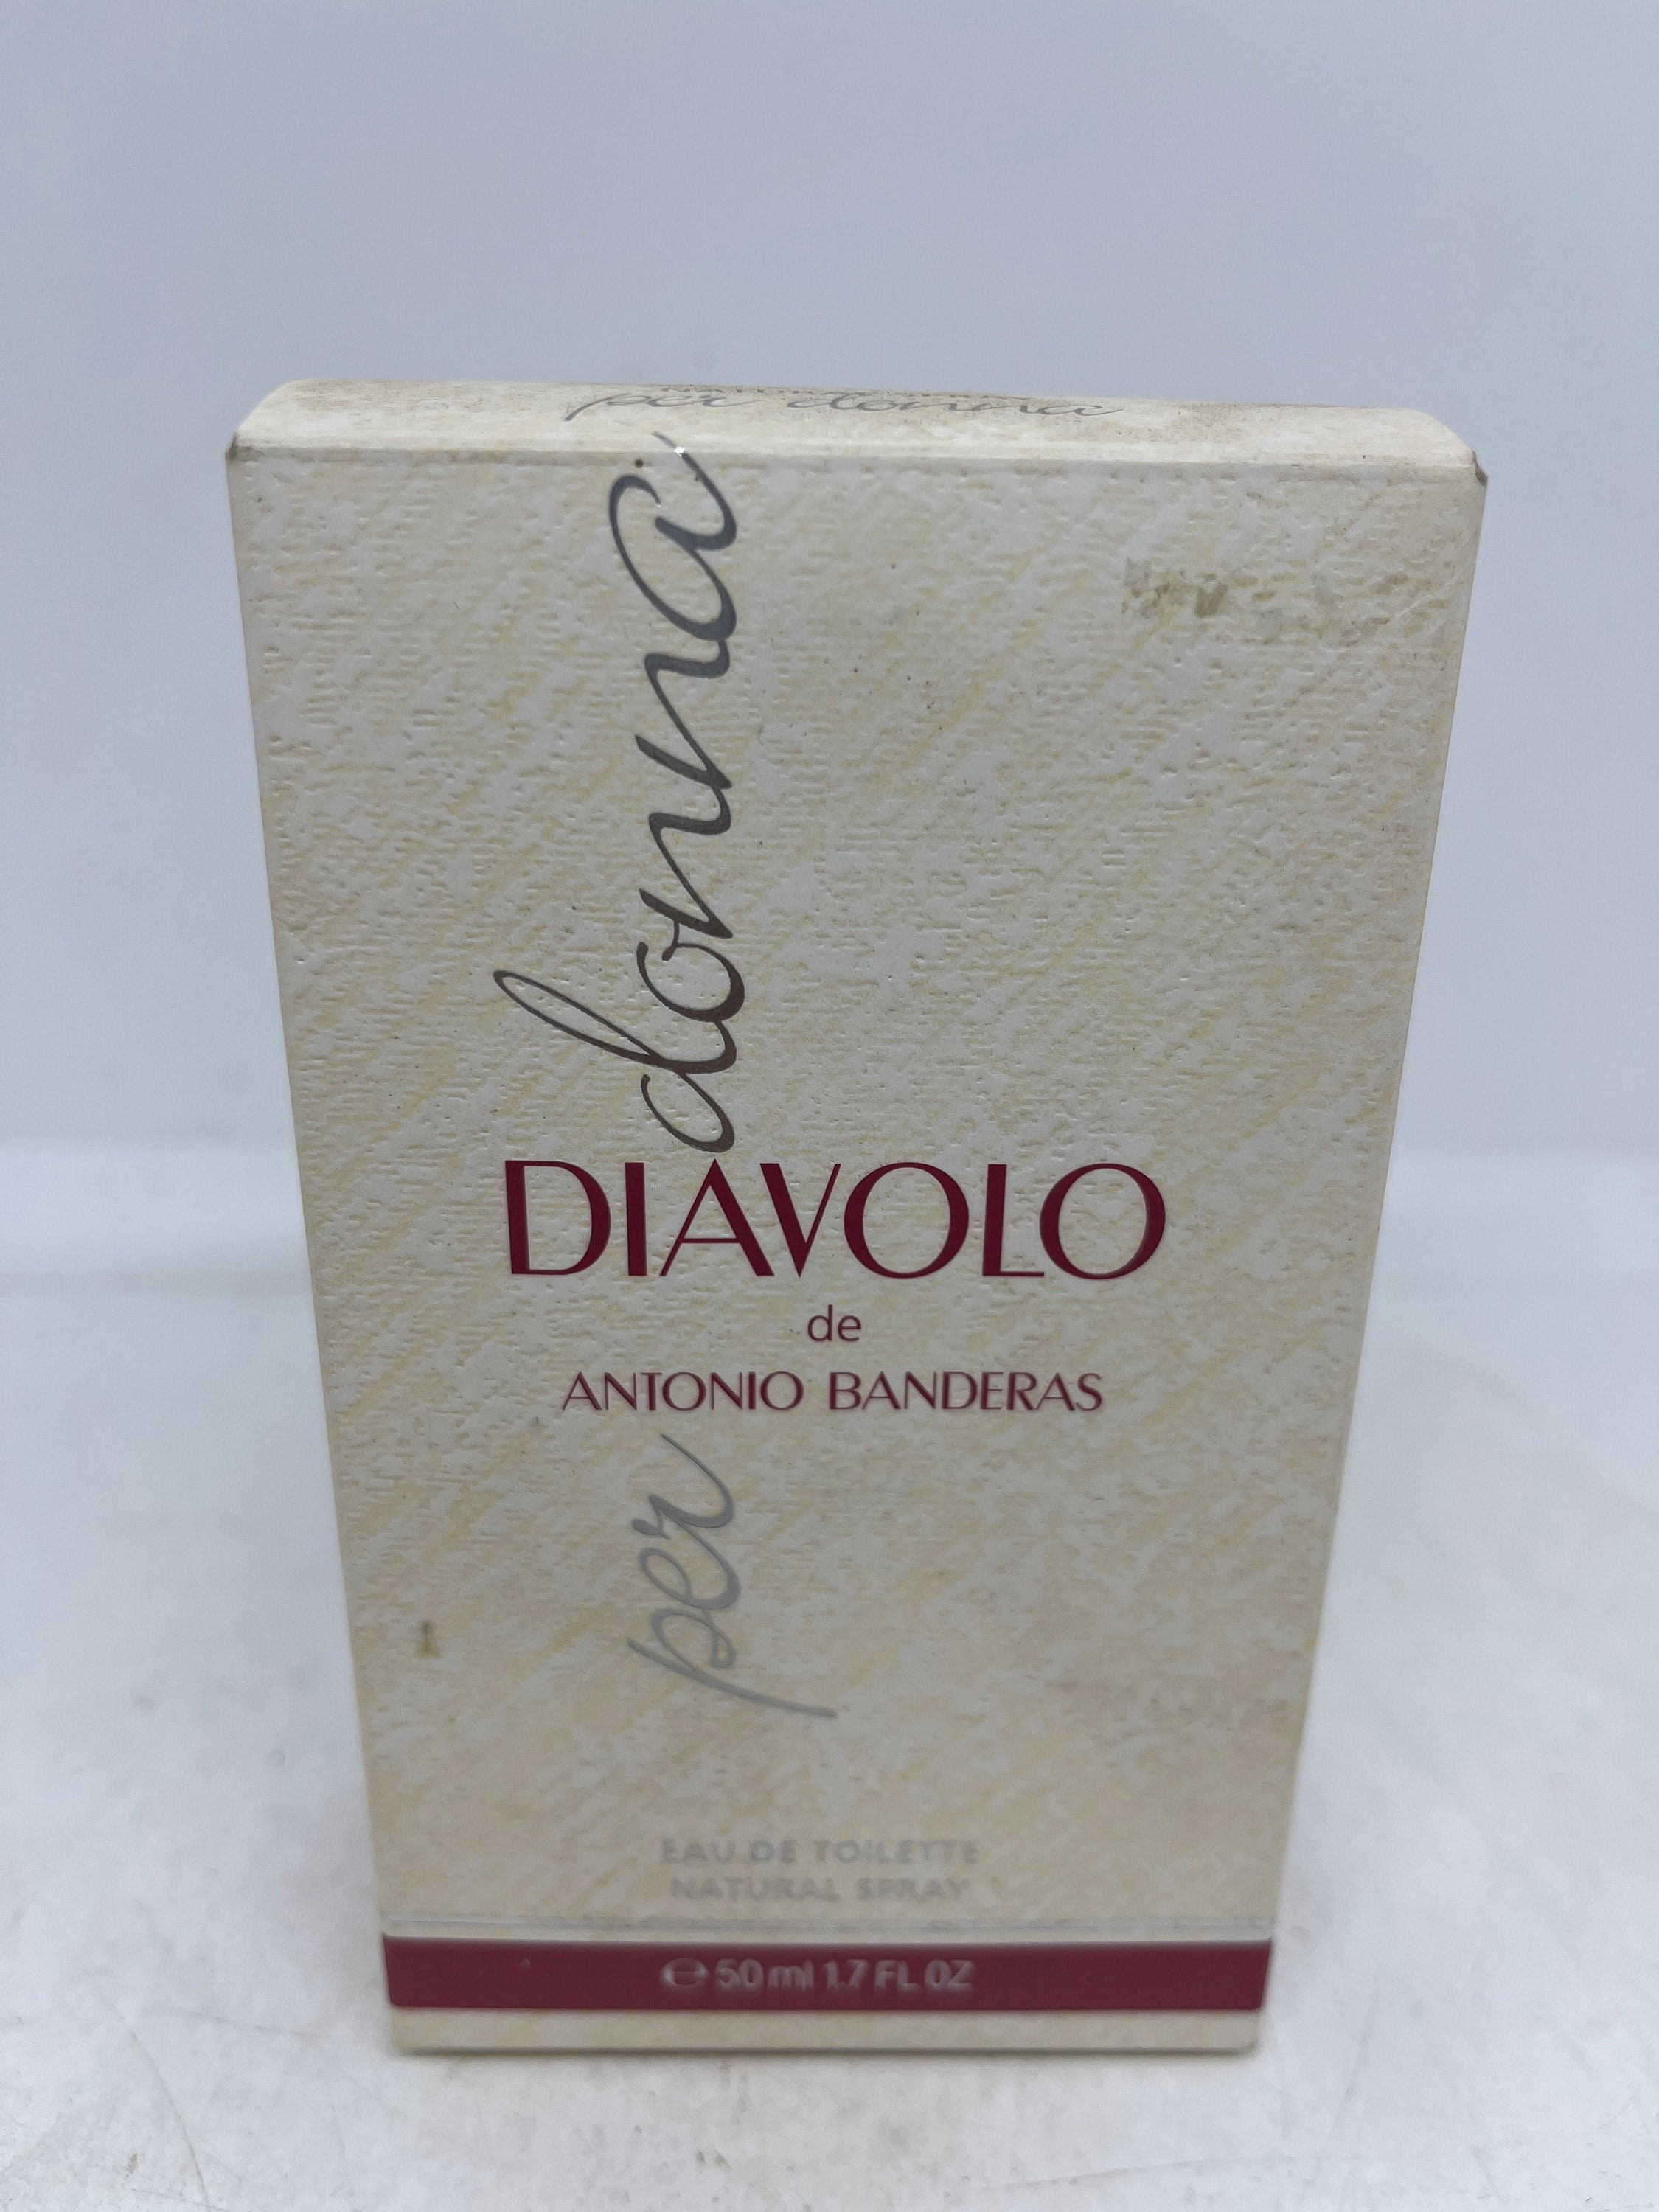 per donna
per donna
DIAVOLO
de
ANTONIO BANDERAS
EAU DE TOILETTE
NATURAL SPRAY
℮ 50 ml 1.7 FL OZ